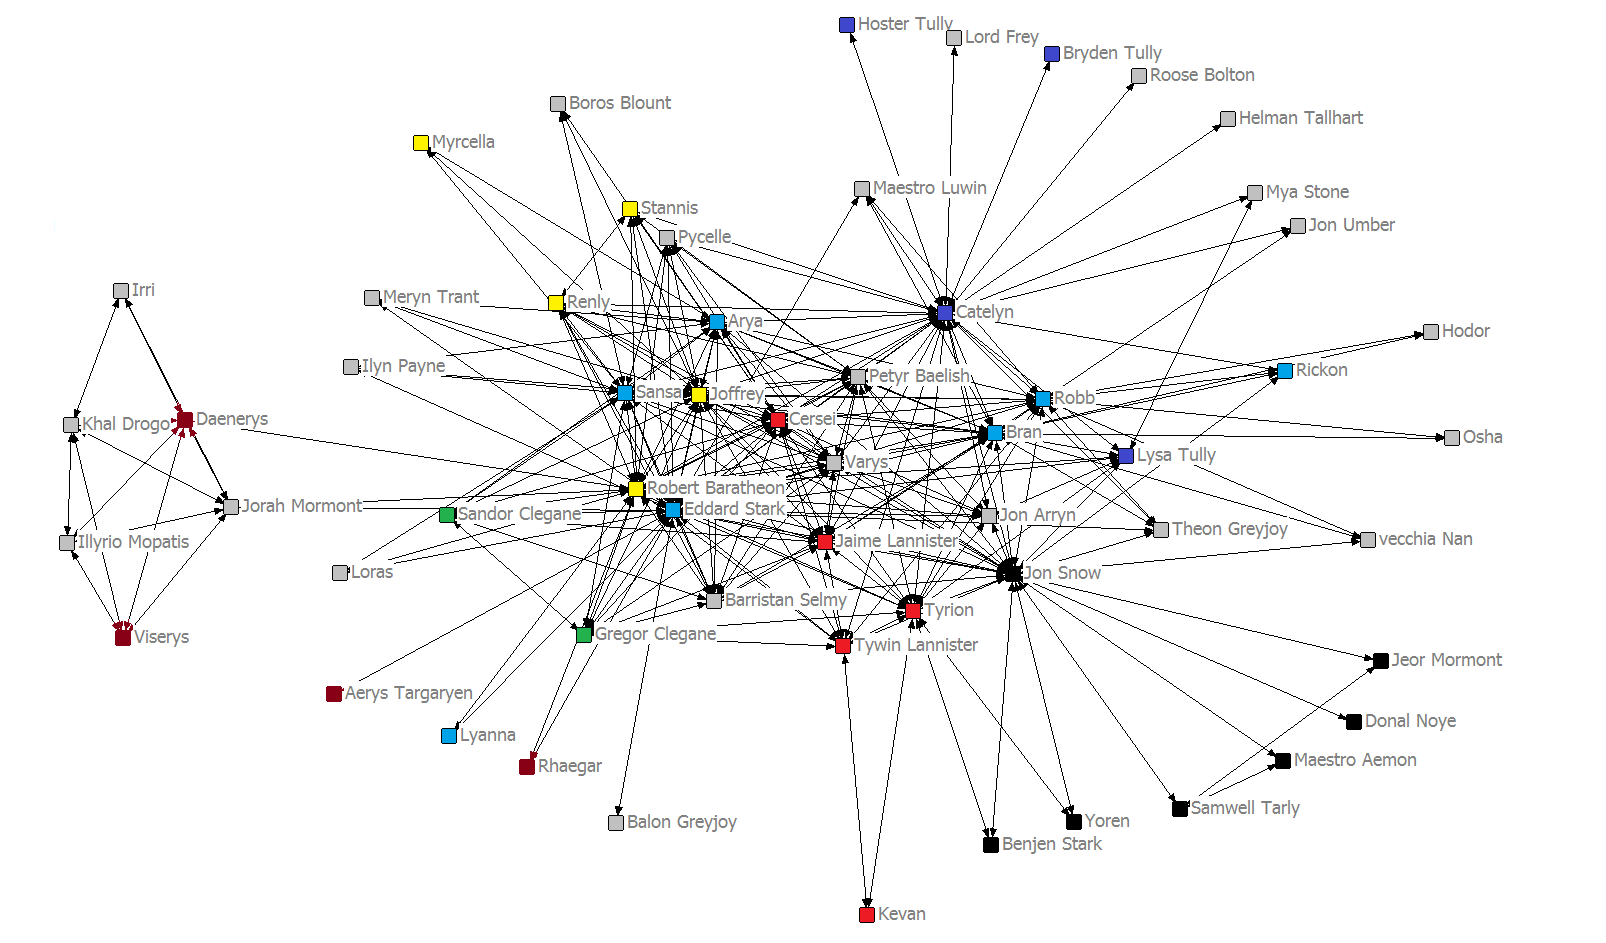 Hoster Tully
Lord Frey
Bryden Tully
Roose Bolton
Boros Blount
Helman Tallhart
Myrcella
Maestro Luwin
Mya Stone
Stannis
Jon Umber
Pycelle
Irri
Meryn Trant
Renly
Catelyn
Arya
Hodor
Ilyn Payne
Rickon
Petyr Baelish
Sansa
Joffrey
Robb
Khal Drogo
Daenerys
Cersei
Bran
Osha
Lysa Tully
Varys
Robert Baratheon
Jorah Mormont
Eddard Stark
Sandor Clegane
Jon Arryn
Theon Greyjoy
Illyrio Mopatis
Jaime Lannister
vecchia Nan
Loras
Jon Snow
Barristan Selmy
Tyrion
Viserys
Gregor Clegane
Tywin Lannister
Jeor Mormont
Aerys Targaryen
Donal Noye
Lyanna
Maestro Aemon
Rhaegar
Samwell Tarly
Balon Greyjoy
Yoren
Benjen Stark
Kevan